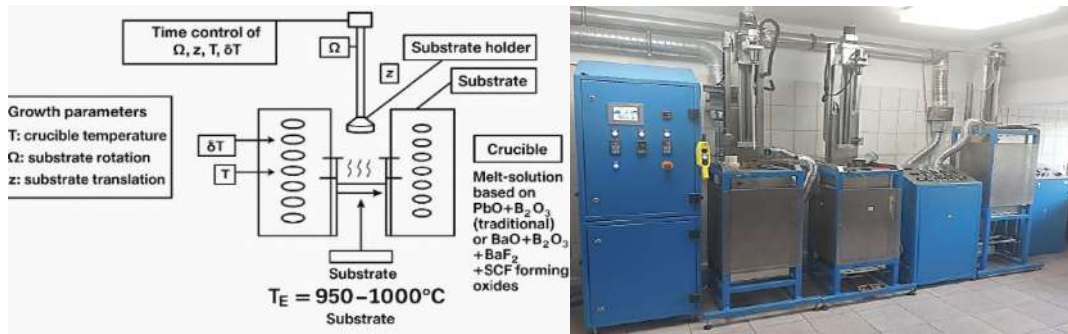 Time control of
Ω, z, T, δT
Ω
Substrate holder
z
Substrate
Growth parameters
T: crucible temperature
Ω: substrate rotation
z: substrate translation
δT
T
Crucible
Melt-solution
based on
PbO+B₂O₃
(traditional)
or BaO+B₂O₃
+BaF₂
+SCF forming
oxides
Substrate
T_E = 950–1000°C
Substrate